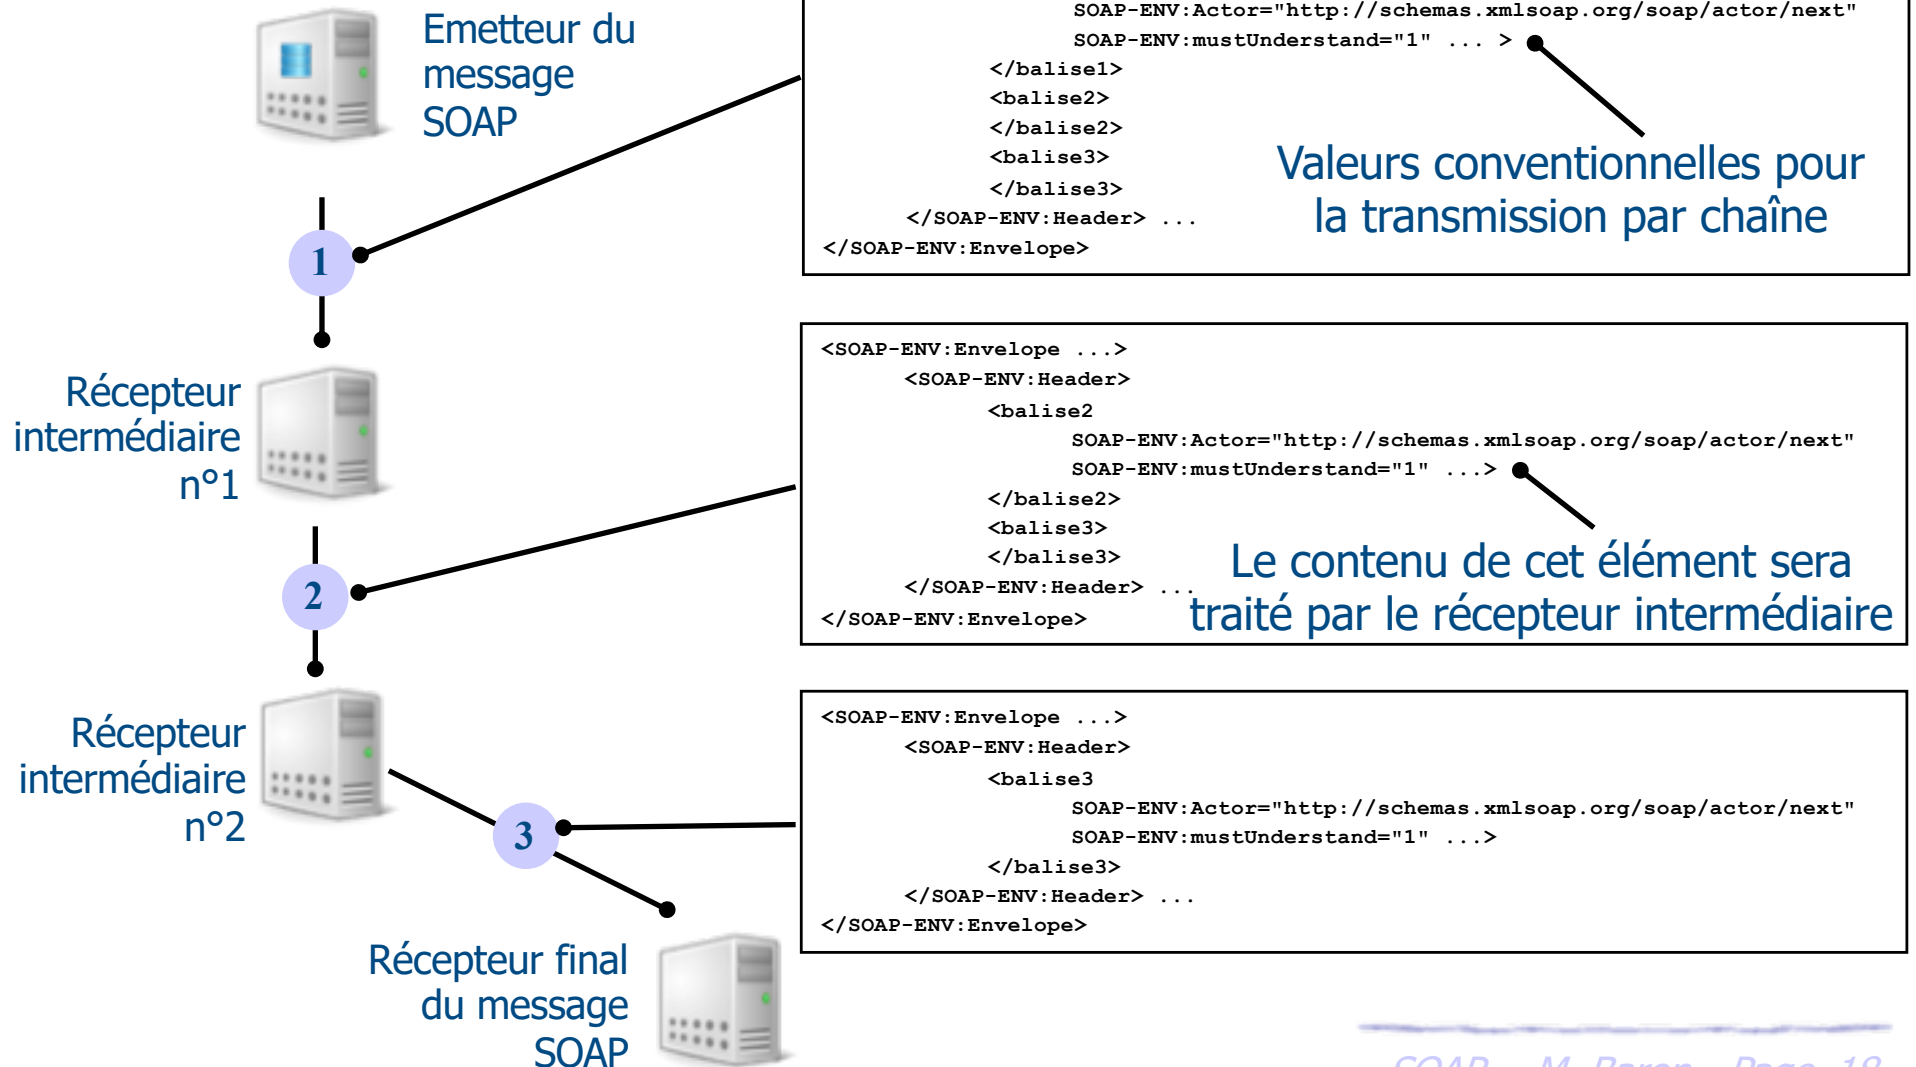 Emetteur du
message
SOAP
SOAP-ENV:Actor="http://schemas.xmlsoap.org/soap/actor/next"
SOAP-ENV:mustUnderstand="1" ... >
</balise1>
<balise2>
</balise2>
<balise3>
</balise3>
</SOAP-ENV:Header> ...
</SOAP-ENV:Envelope>
Valeurs conventionnelles pour
la transmission par chaîne
1
Récepteur
intermédiaire
n°1
<SOAP-ENV:Envelope ...>
<SOAP-ENV:Header>
<balise2
SOAP-ENV:Actor="http://schemas.xmlsoap.org/soap/actor/next"
SOAP-ENV:mustUnderstand="1" ...>
</balise2>
<balise3>
</balise3>
</SOAP-ENV:Header> ...
</SOAP-ENV:Envelope>
Le contenu de cet élément sera
traité par le récepteur intermédiaire
2
Récepteur
intermédiaire
n°2
<SOAP-ENV:Envelope ...>
<SOAP-ENV:Header>
<balise3
SOAP-ENV:Actor="http://schemas.xmlsoap.org/soap/actor/next"
SOAP-ENV:mustUnderstand="1" ...>
</balise3>
</SOAP-ENV:Header> ...
</SOAP-ENV:Envelope>
3
Récepteur final
du message
SOAP
SOAP - M. Baron - Page 18